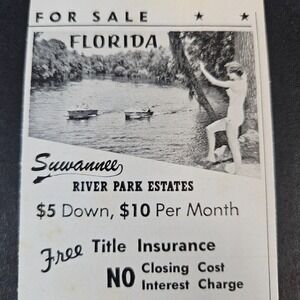 FOR SALE ★ ★
FLORIDA
Suwannee
RIVER PARK ESTATES
$5 Down, $10 Per Month
Free Title Insurance
NO Closing Cost
Interest Charge